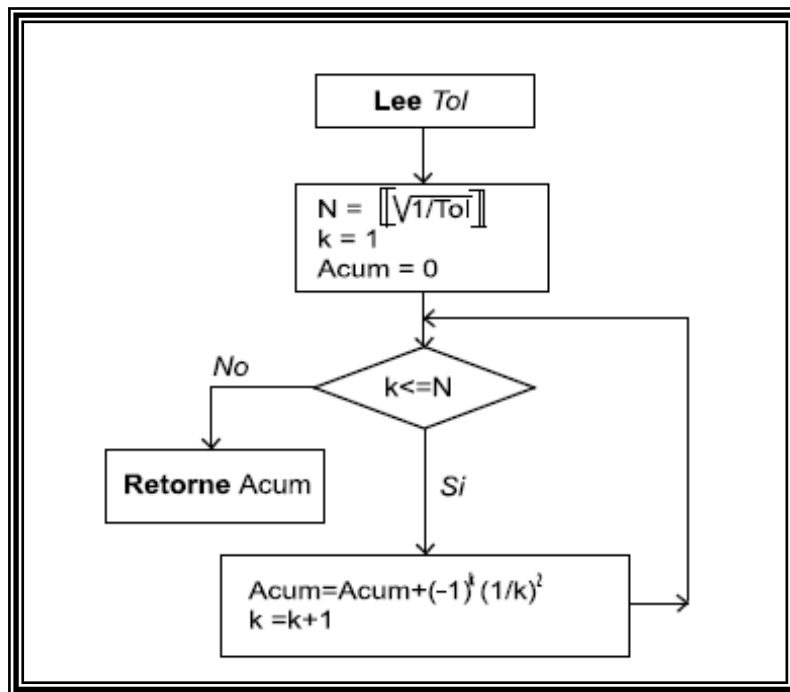 Lee Tol
N = [[√1/Tol]]
k = 1
Acum = 0
No
k<=N
Retorne Acum
Si
Acum=Acum+(–1)^k (1/k)^2
k =k+1